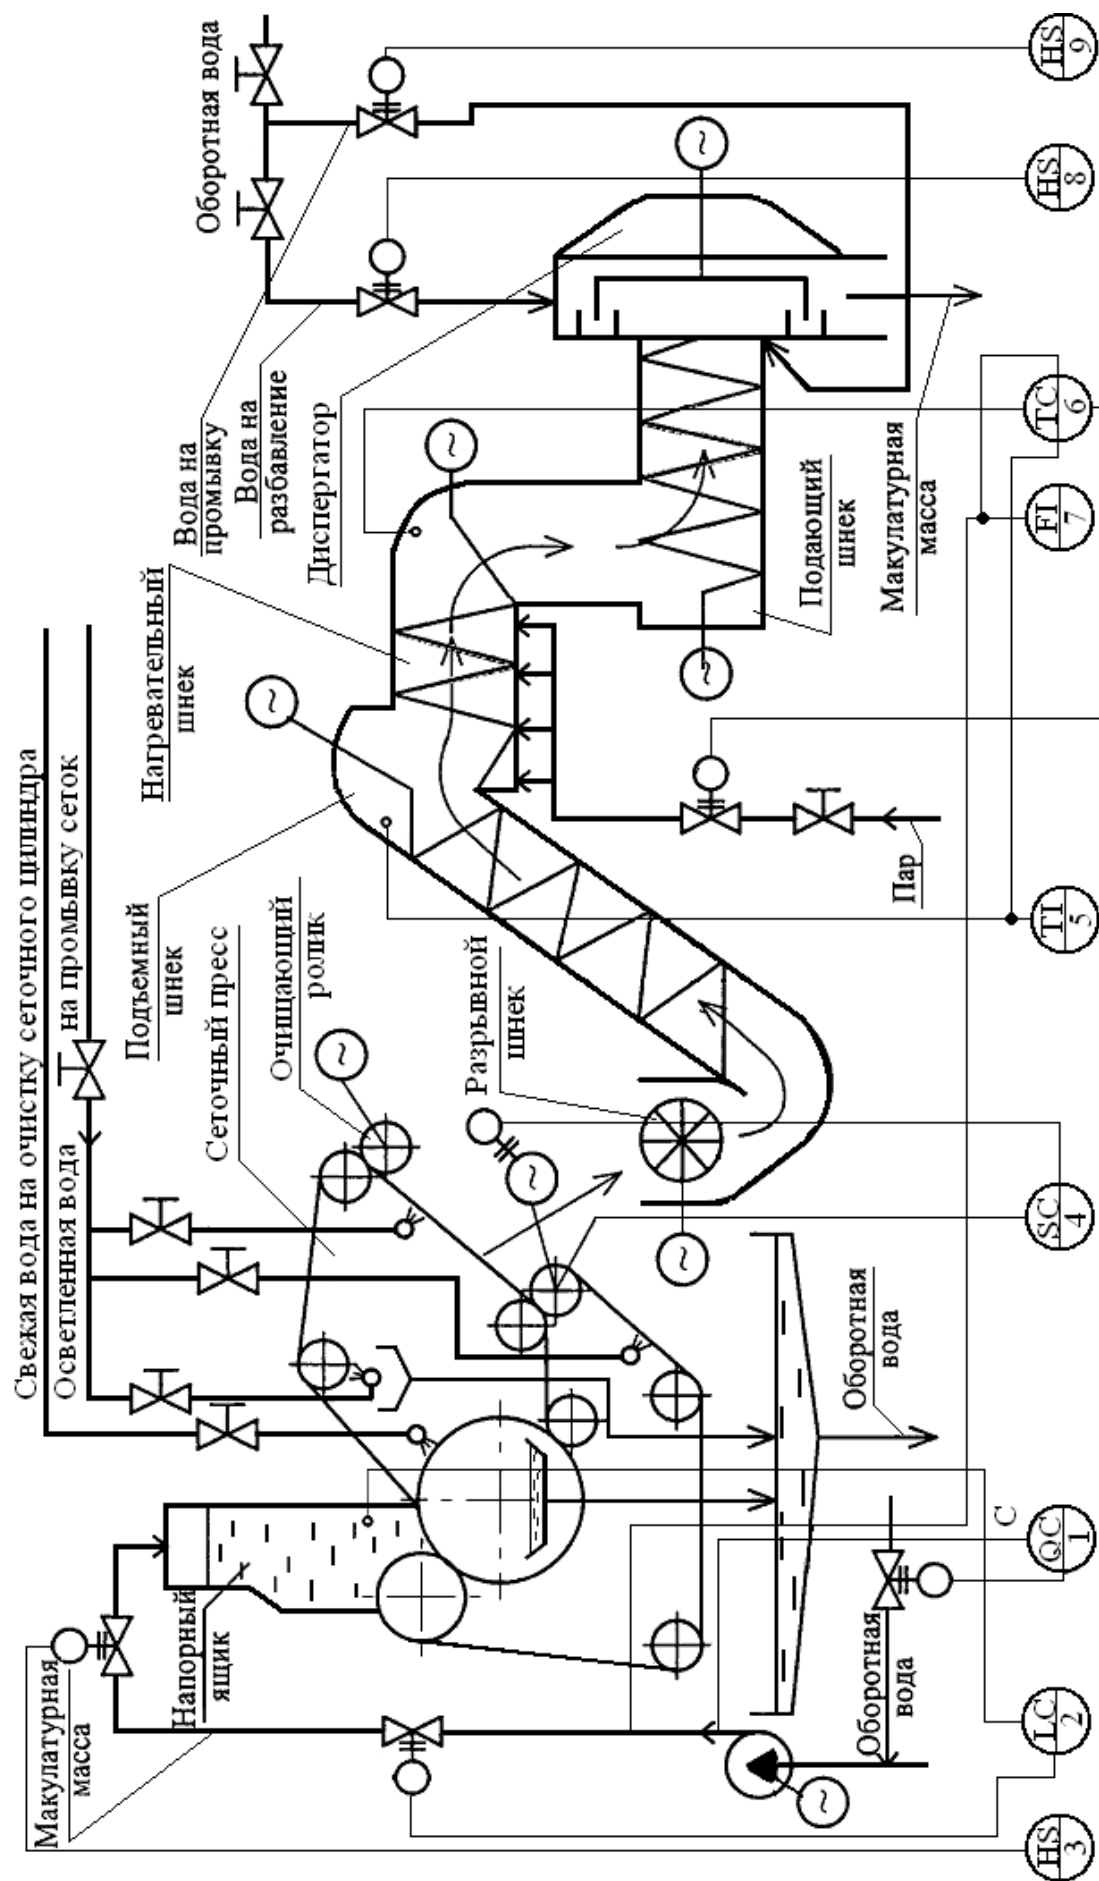 Свежая вода на очистку сеточного цилиндра
Осветленная вода
на промывку сеток
Оборотная вода
Вода на
промывку
Вода на
разбавление
Диспергатор
Нагревательный
шнек
Подъемный
шнек
Сеточный пресс
Очищающий
ролик
Разрывной
шнек
Подающий
шнек
Макулатурная
масса
Пар
Макулатурная
масса
Напорный
ящик
Оборотная
вода
Оборотная
вода
C
~
~
~
~
~
~
~
~
HS
3
LC
2
QC
1
SC
4
TI
5
FI
7
TC
6
HS
8
HS
9